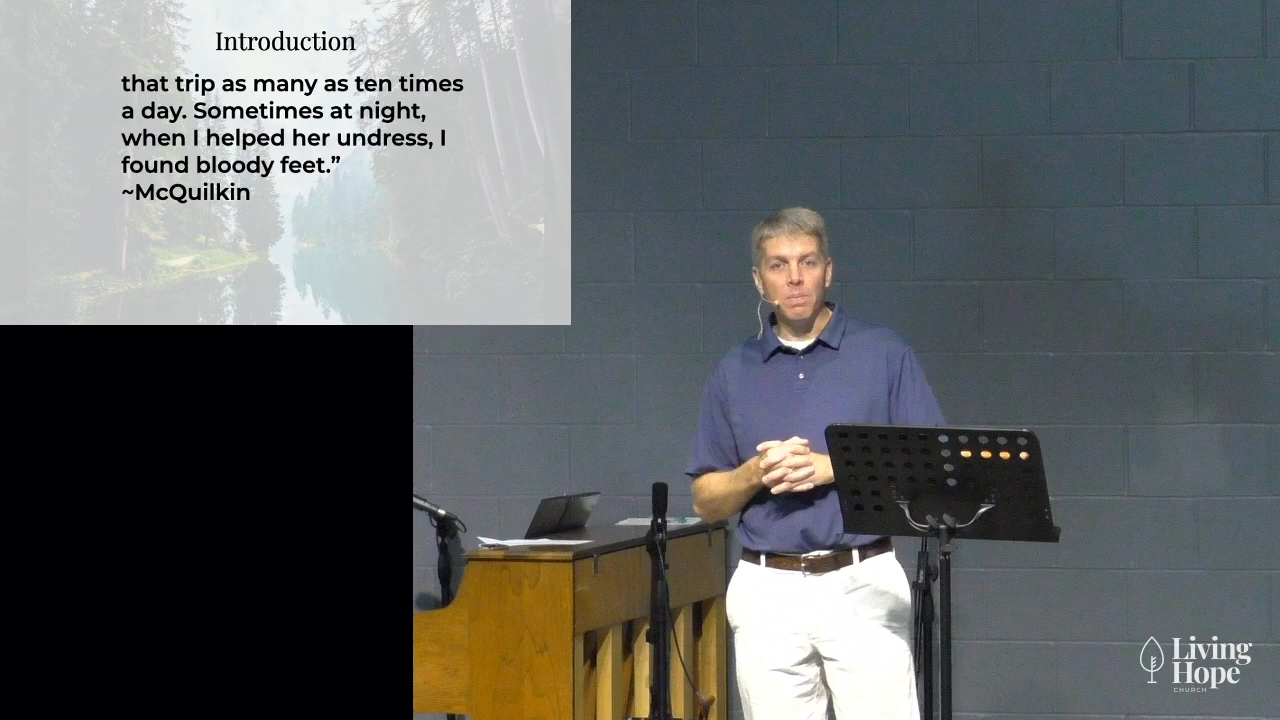 Introduction
that trip as many as ten times
a day. Sometimes at night,
when I helped her undress, I
found bloody feet.”
~McQuilkin
Living
Hope
CHURCH